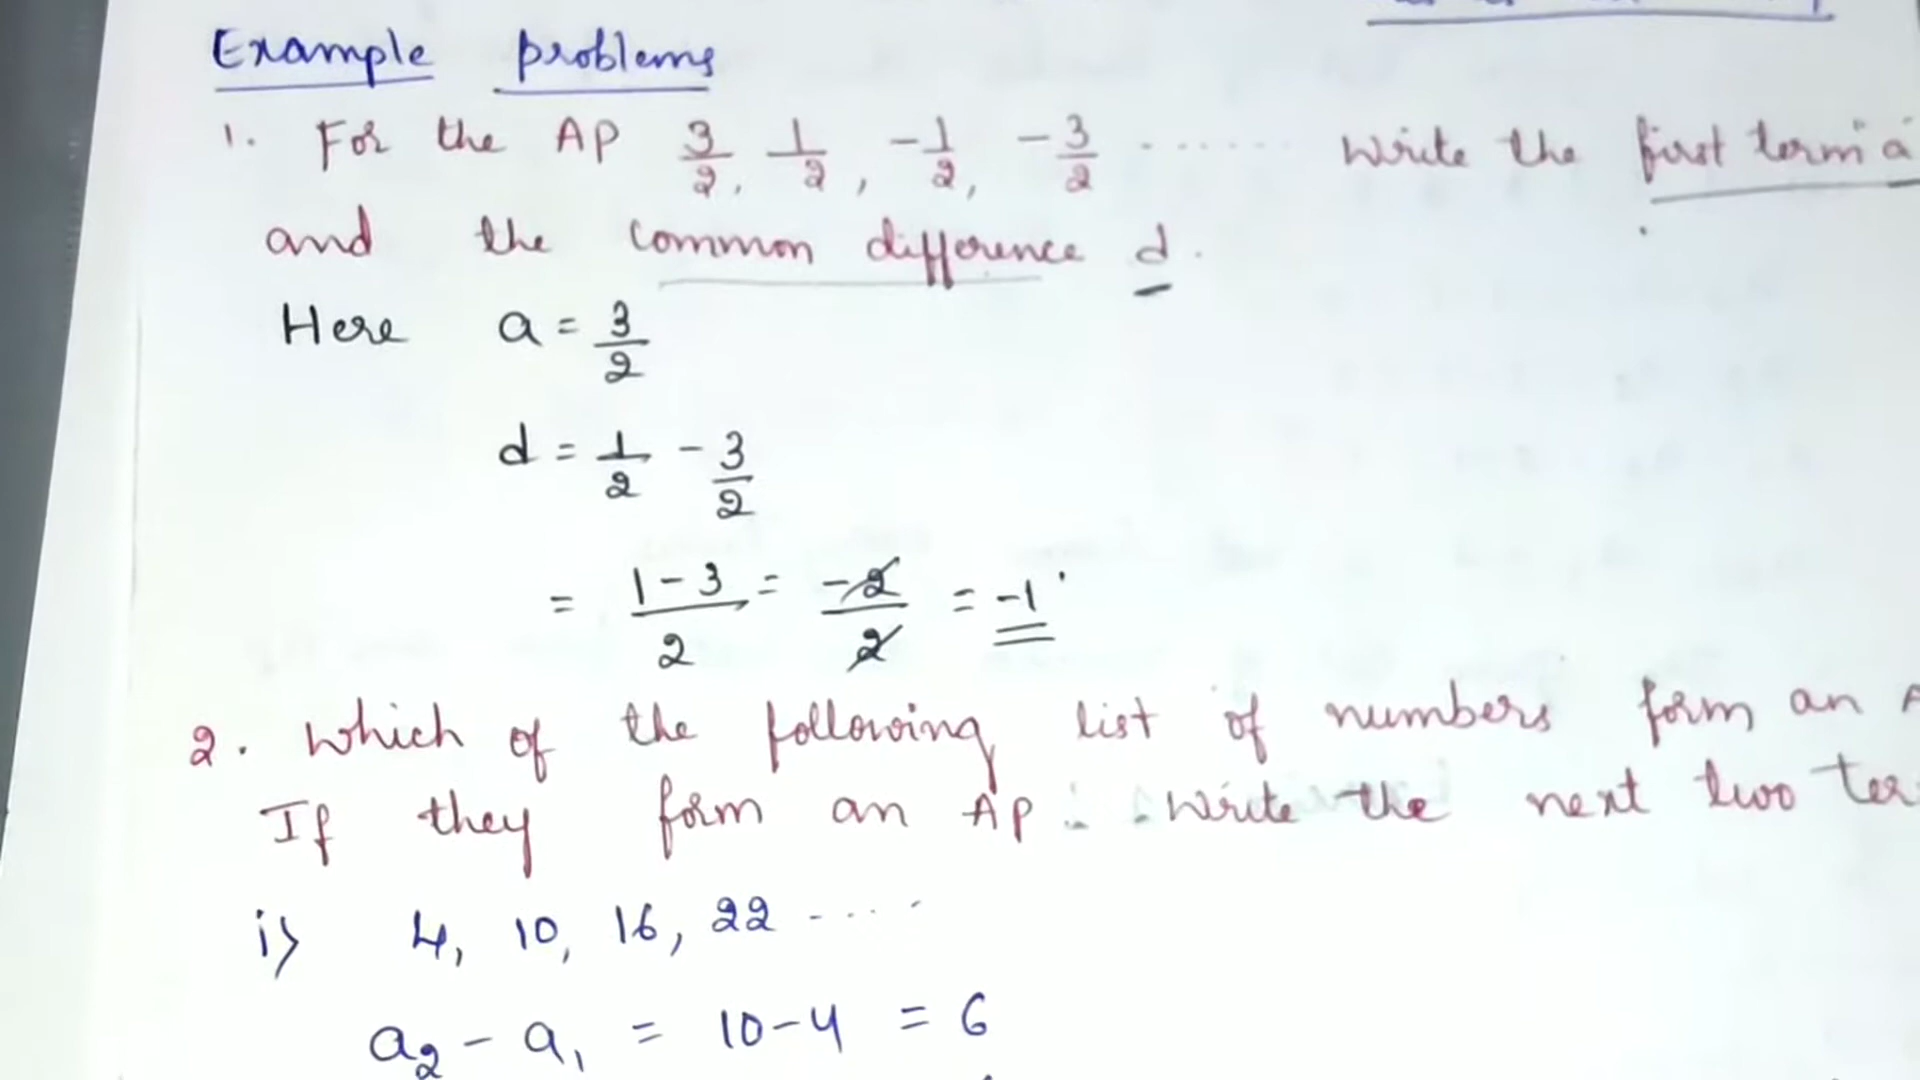 Example problems
1. For the AP 3/2, 1/2, -1/2, -3/2 ....... write the first term "a"
and the common difference d.
Here a = 3/2
d = 1/2 - 3/2
= (1-3)/2 = -2/2 = -1
2. Which of the following list of numbers form an
If they form an AP. Write the next two
i) 4, 10, 16, 22 .....
a₂ - a₁ = 10-4 = 6